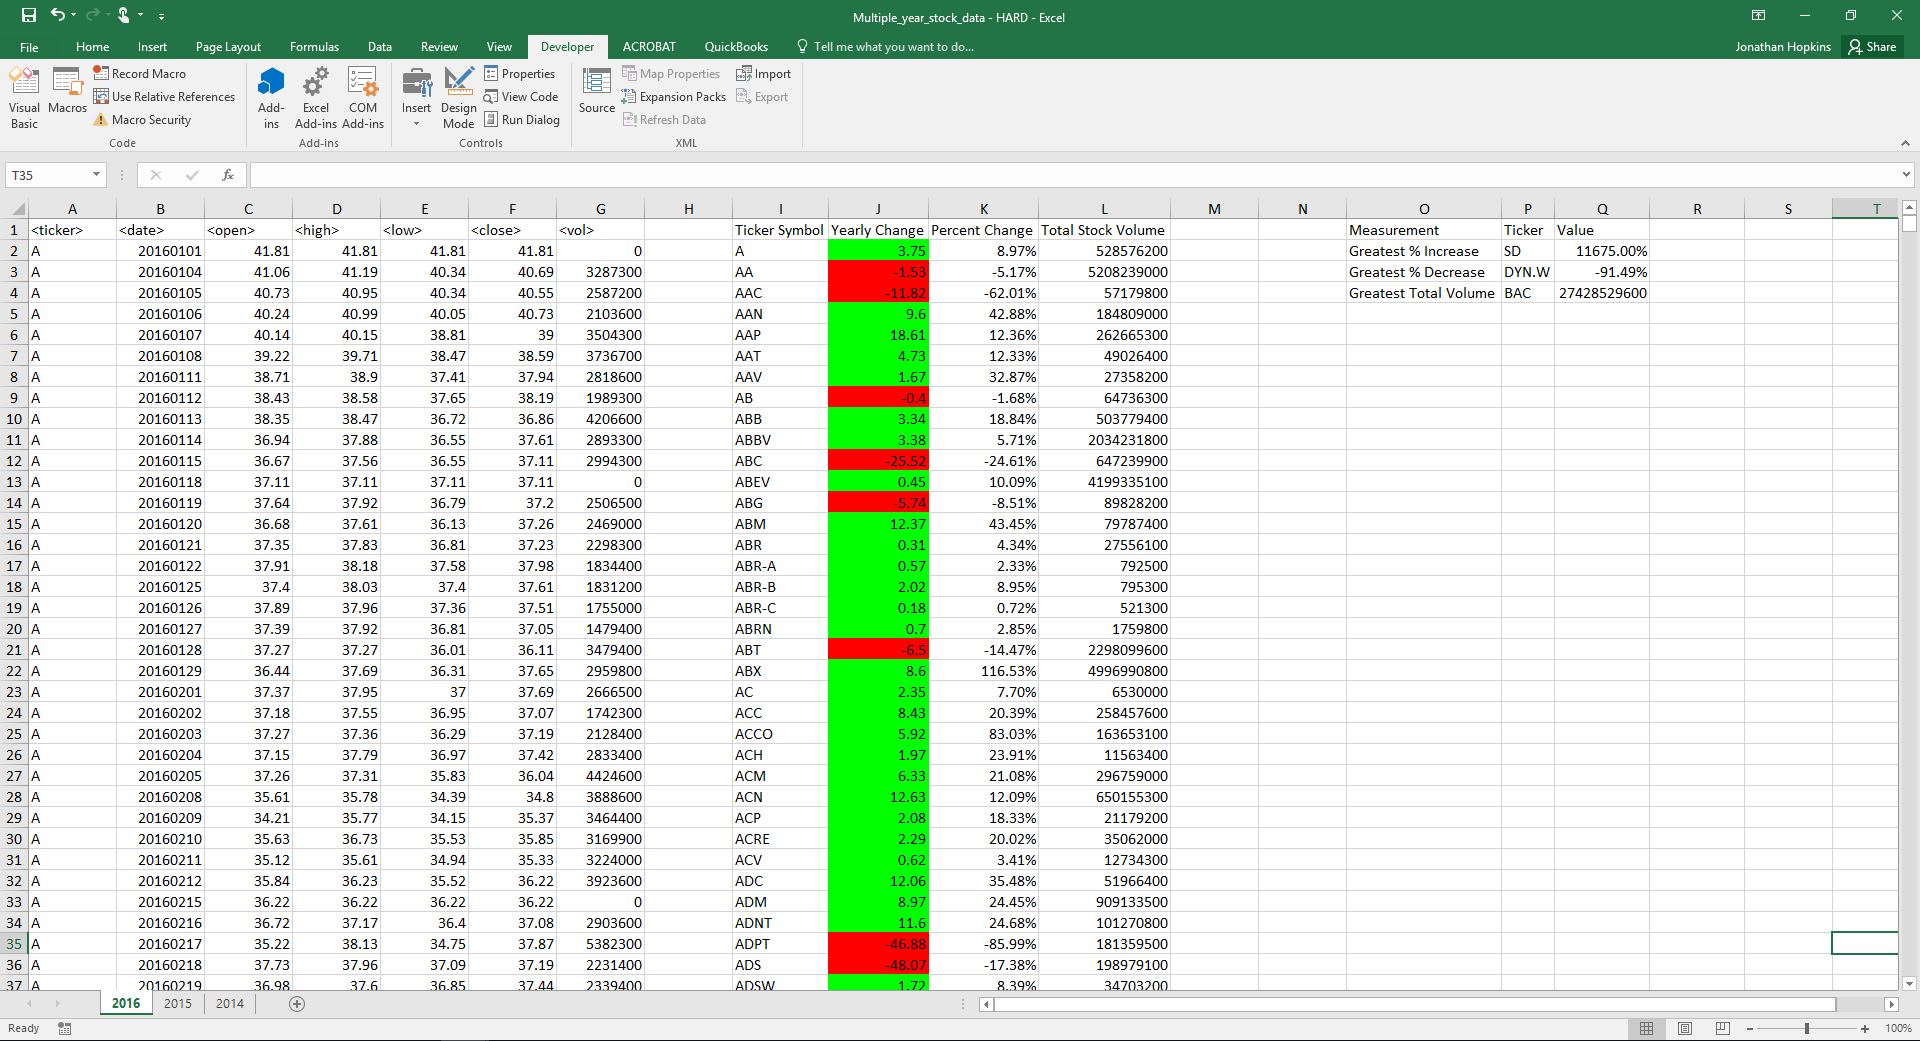 Multiple_year_stock_data - HARD - Excel
File Home Insert Page Layout Formulas Data Review View Developer ACROBAT QuickBooks Tell me what you want to do... Jonathan Hopkins Share
Visual Basic Macros Record Macro Use Relative References Macro Security Add-ins Excel Add-ins COM Add-ins Insert Design Mode Properties View Code Run Dialog Source Map Properties Expansion Packs Refresh Data Import Export
Code Add-ins Controls XML
T35 fx
A B C D E F G H I J K L M N O P Q R S T
1 <ticker> <date> <open> <high> <low> <close> <vol> Ticker Symbol Yearly Change Percent Change Total Stock Volume Measurement Ticker Value
2 A 20160101 41.81 41.81 41.81 41.81 0 A 3.75 8.97% 528576200 Greatest % Increase SD 11675.00%
3 A 20160104 41.06 41.19 40.34 40.69 3287300 AA -1.53 -5.17% 5208239000 Greatest % Decrease DYN.W -91.49%
4 A 20160105 40.73 40.95 40.34 40.55 2587200 AAC -11.82 -62.01% 57179800 Greatest Total Volume BAC 27428529600
5 A 20160106 40.24 40.99 40.05 40.73 2103600 AAN 9.6 42.88% 184809000
6 A 20160107 40.14 40.15 38.81 39 3504300 AAP 18.61 12.36% 262665300
7 A 20160108 39.22 39.71 38.47 38.59 3736700 AAT 4.73 12.33% 49026400
8 A 20160111 38.71 38.9 37.41 37.94 2818600 AAV 1.67 32.87% 27358200
9 A 20160112 38.43 38.58 37.65 38.19 1989300 AB -0.4 -1.68% 64736300
10 A 20160113 38.35 38.47 36.72 36.86 4206600 ABB 3.34 18.84% 503779400
11 A 20160114 36.94 37.88 36.55 37.61 2893300 ABBV 3.38 5.71% 2034231800
12 A 20160115 36.67 37.56 36.55 37.11 2994300 ABC -25.52 -24.61% 647239900
13 A 20160118 37.11 37.11 37.11 37.11 0 ABEV 0.45 10.09% 4199335100
14 A 20160119 37.64 37.92 36.79 37.2 2506500 ABG -5.74 -8.51% 89828200
15 A 20160120 36.68 37.61 36.13 37.26 2469000 ABM 12.37 43.45% 79787400
16 A 20160121 37.35 37.83 36.81 37.23 2298300 ABR 0.31 4.34% 27556100
17 A 20160122 37.91 38.18 37.58 37.98 1834400 ABR-A 0.57 2.33% 792500
18 A 20160125 37.4 38.03 37.4 37.61 1831200 ABR-B 2.02 8.95% 795300
19 A 20160126 37.89 37.96 37.36 37.51 1755000 ABR-C 0.18 0.72% 521300
20 A 20160127 37.39 37.92 36.81 37.05 1479400 ABRN 0.7 2.85% 1759800
21 A 20160128 37.27 37.27 36.01 36.11 3479400 ABT -6.5 -14.47% 2298099600
22 A 20160129 36.44 37.69 36.31 37.65 2959800 ABX 8.6 116.53% 4996990800
23 A 20160201 37.37 37.95 37 37.69 2666500 AC 2.35 7.70% 6530000
24 A 20160202 37.18 37.55 36.95 37.07 1742300 ACC 8.43 20.39% 258457600
25 A 20160203 37.27 37.36 36.29 37.19 2128400 ACCO 5.92 83.03% 163653100
26 A 20160204 37.15 37.79 36.97 37.42 2833400 ACH 1.97 23.91% 11563400
27 A 20160205 37.26 37.31 35.83 36.04 4424600 ACM 6.33 21.08% 296759000
28 A 20160208 35.61 35.78 34.39 34.8 3888600 ACN 12.63 12.09% 650155300
29 A 20160209 34.21 35.77 34.15 35.37 3464400 ACP 2.08 18.33% 21179200
30 A 20160210 35.63 36.73 35.53 35.85 3169900 ACRE 2.29 20.02% 35062000
31 A 20160211 35.12 35.61 34.94 35.33 3224000 ACV 0.62 3.41% 12734300
32 A 20160212 35.84 36.23 35.52 36.22 3923600 ADC 12.06 35.48% 51966400
33 A 20160215 36.22 36.22 36.22 36.22 0 ADM 8.97 24.45% 909133500
34 A 20160216 36.72 37.17 36.4 37.08 2903600 ADNT 11.6 24.68% 101270800
35 A 20160217 35.22 38.13 34.75 37.87 5382300 ADPT -46.88 -85.99% 181359500
36 A 20160218 37.73 37.96 37.09 37.19 2231400 ADS -48.07 -17.38% 198979100
37 A 20160219 36.98 37.6 36.85 37.44 2339400 ADSW 1.72 8.39% 34703200
2016 2015 2014
Ready 100%